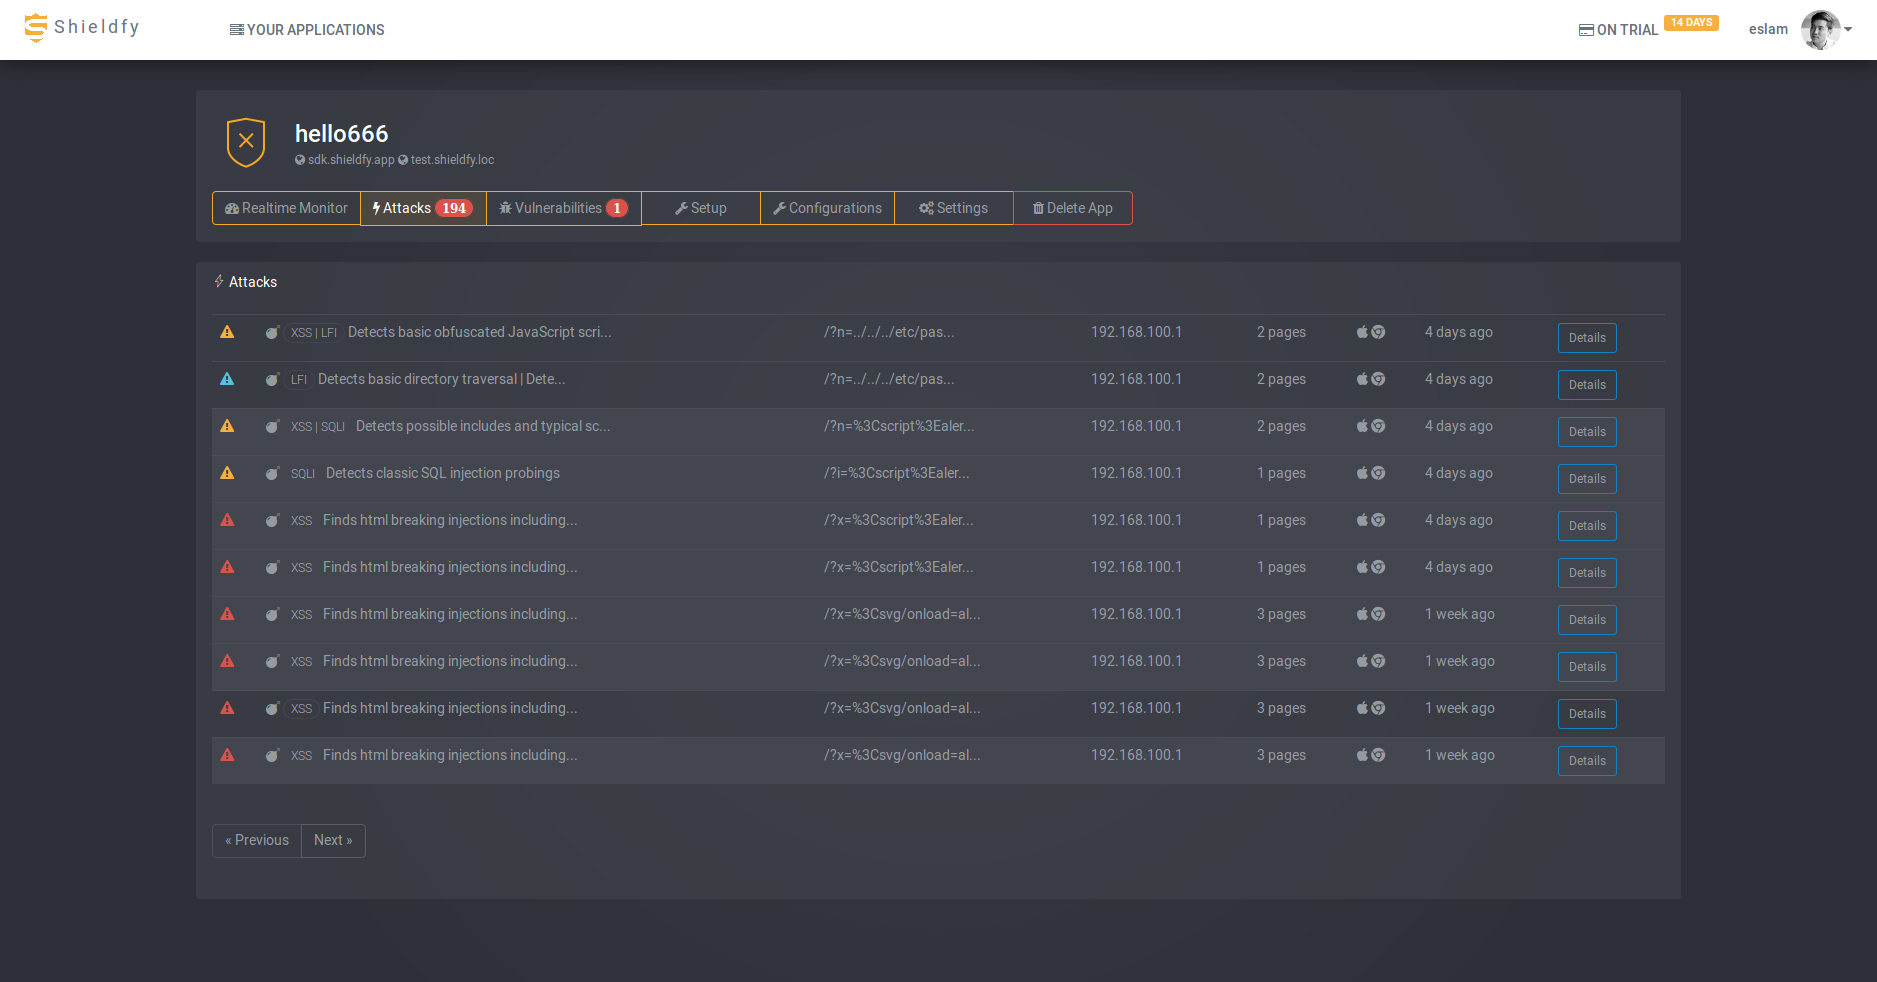 Shieldfy
YOUR APPLICATIONS
ON TRIAL 14 DAYS
eslam
hello666
sdk.shieldfy.app test.shieldfy.loc
Realtime Monitor Attacks 194 Vulnerabilities 1 Setup Configurations Settings Delete App
Attacks
XSS | LFI Detects basic obfuscated JavaScript scri... /?n=../../../etc/pas... 192.168.100.1 2 pages 4 days ago Details
LFI Detects basic directory traversal | Dete... /?n=../../../etc/pas... 192.168.100.1 2 pages 4 days ago Details
XSS | SQLI Detects possible includes and typical sc... /?n=%3Cscript%3Ealer... 192.168.100.1 2 pages 4 days ago Details
SQLI Detects classic SQL injection probings /?i=%3Cscript%3Ealer... 192.168.100.1 1 pages 4 days ago Details
XSS Finds html breaking injections including... /?x=%3Cscript%3Ealer... 192.168.100.1 1 pages 4 days ago Details
XSS Finds html breaking injections including... /?x=%3Cscript%3Ealer... 192.168.100.1 1 pages 4 days ago Details
XSS Finds html breaking injections including... /?x=%3Csvg/onload=al... 192.168.100.1 3 pages 1 week ago Details
XSS Finds html breaking injections including... /?x=%3Csvg/onload=al... 192.168.100.1 3 pages 1 week ago Details
XSS Finds html breaking injections including... /?x=%3Csvg/onload=al... 192.168.100.1 3 pages 1 week ago Details
XSS Finds html breaking injections including... /?x=%3Csvg/onload=al... 192.168.100.1 3 pages 1 week ago Details
« Previous Next »